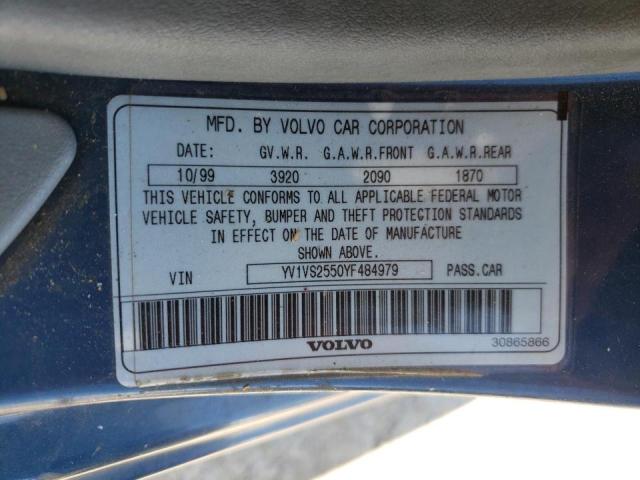 MFD. BY VOLVO CAR CORPORATION
DATE: GV.W.R. G.A.W.R.FRONT G.A.W.R.REAR
10/99 3920 2090 1870
THIS VEHICLE CONFORMS TO ALL APPLICABLE FEDERAL MOTOR
VEHICLE SAFETY, BUMPER AND THEFT PROTECTION STANDARDS
IN EFFECT ON THE DATE OF MANUFACTURE
SHOWN ABOVE.
VIN YV1VS2550YF484979 PASS.CAR
VOLVO 30865866